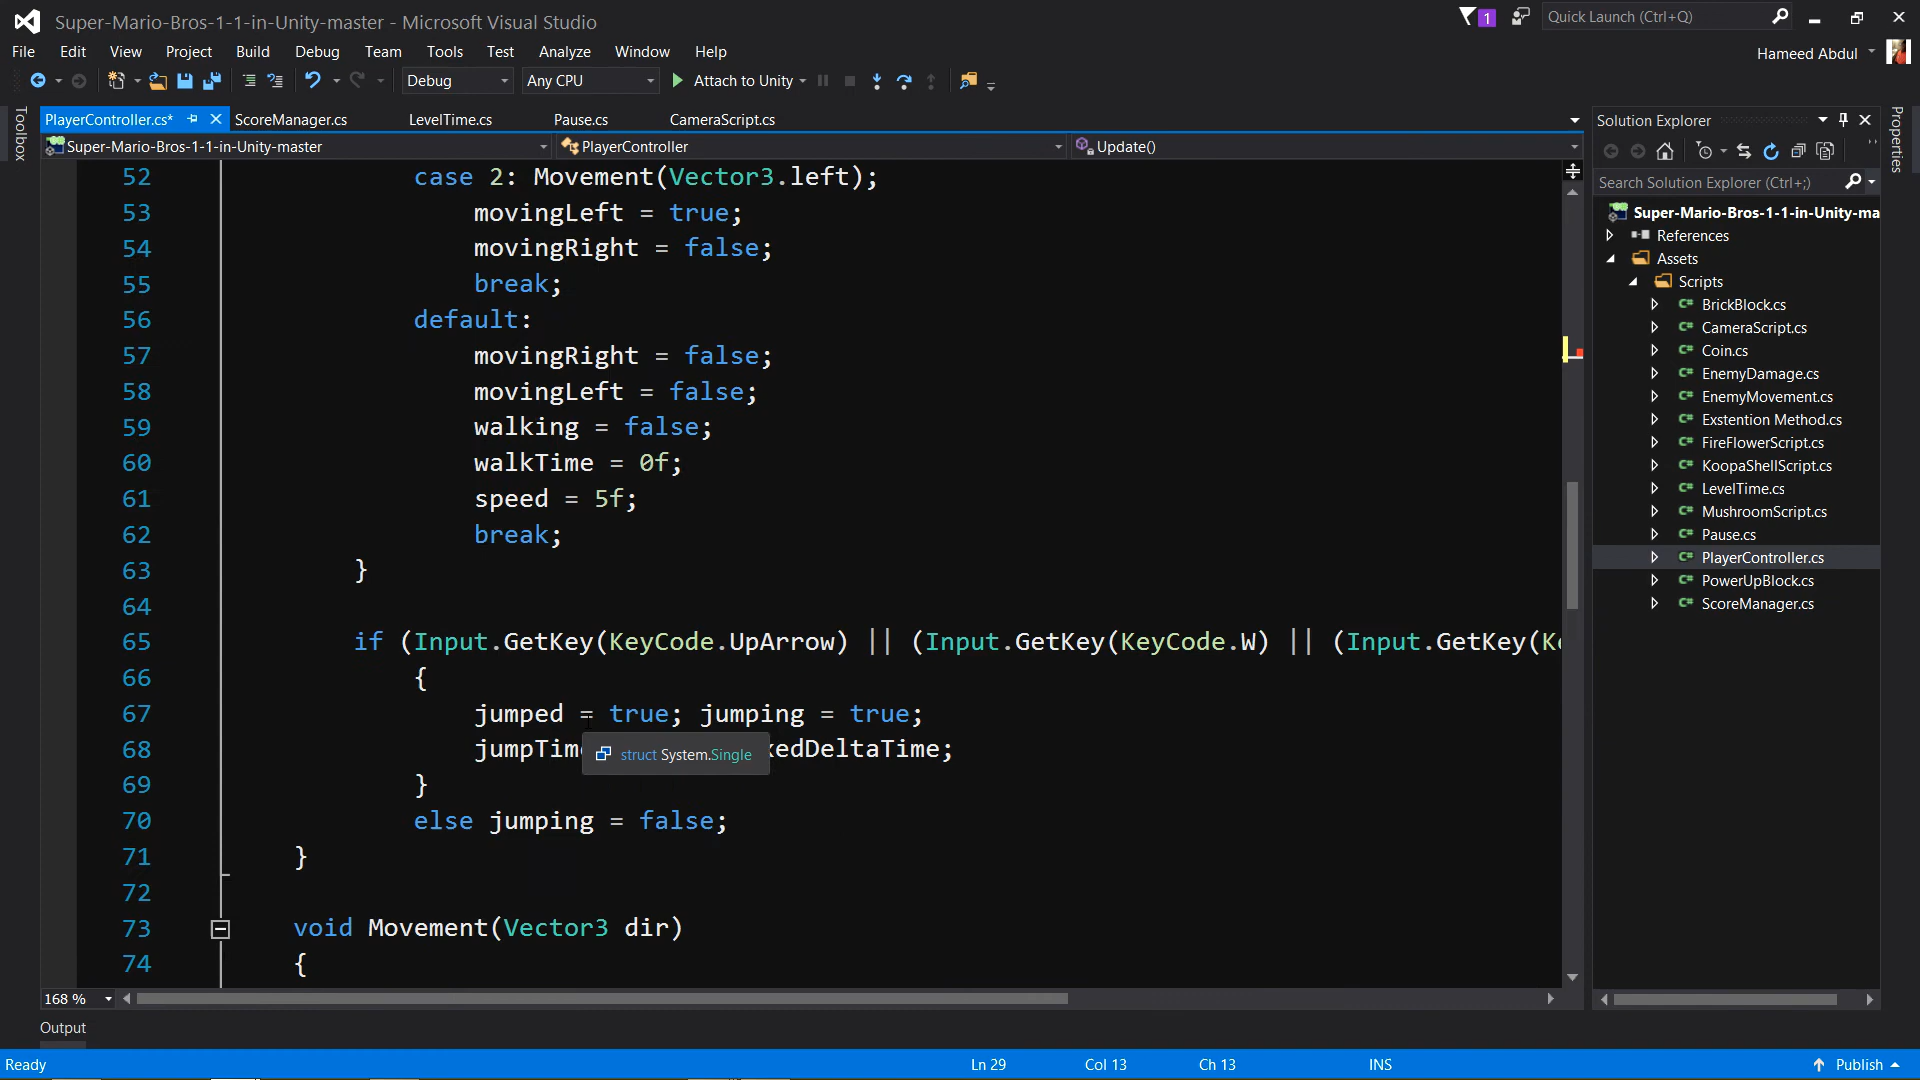 Super-Mario-Bros-1-1-in-Unity-master - Microsoft Visual Studio
1
Quick Launch (Ctrl+Q)
File Edit View Project Build Debug Team Tools Test Analyze Window Help
Hameed Abdul
Debug Any CPU Attach to Unity
Toolbox
PlayerController.cs* ScoreManager.cs LevelTime.cs Pause.cs CameraScript.cs
Super-Mario-Bros-1-1-in-Unity-master PlayerController Update()
52 case 2: Movement(Vector3.left);
53 movingLeft = true;
54 movingRight = false;
55 break;
56 default:
57 movingRight = false;
58 movingLeft = false;
59 walking = false;
60 walkTime = 0f;
61 speed = 5f;
62 break;
63 }
64
65 if (Input.GetKey(KeyCode.UpArrow) || (Input.GetKey(KeyCode.W) || (Input.GetKey(K
66 {
67 jumped = true; jumping = true;
68 jumpTime kedDeltaTime;
struct System.Single
69 }
70 else jumping = false;
71 }
72
73 void Movement(Vector3 dir)
74 {
168 %
Output
Solution Explorer
Search Solution Explorer (Ctrl+;)
Super-Mario-Bros-1-1-in-Unity-ma
References
Assets
Scripts
BrickBlock.cs
CameraScript.cs
Coin.cs
EnemyDamage.cs
EnemyMovement.cs
Exstention Method.cs
FireFlowerScript.cs
KoopaShellScript.cs
LevelTime.cs
MushroomScript.cs
Pause.cs
PlayerController.cs
PowerUpBlock.cs
ScoreManager.cs
Properties
Ready Ln 29 Col 13 Ch 13 INS Publish